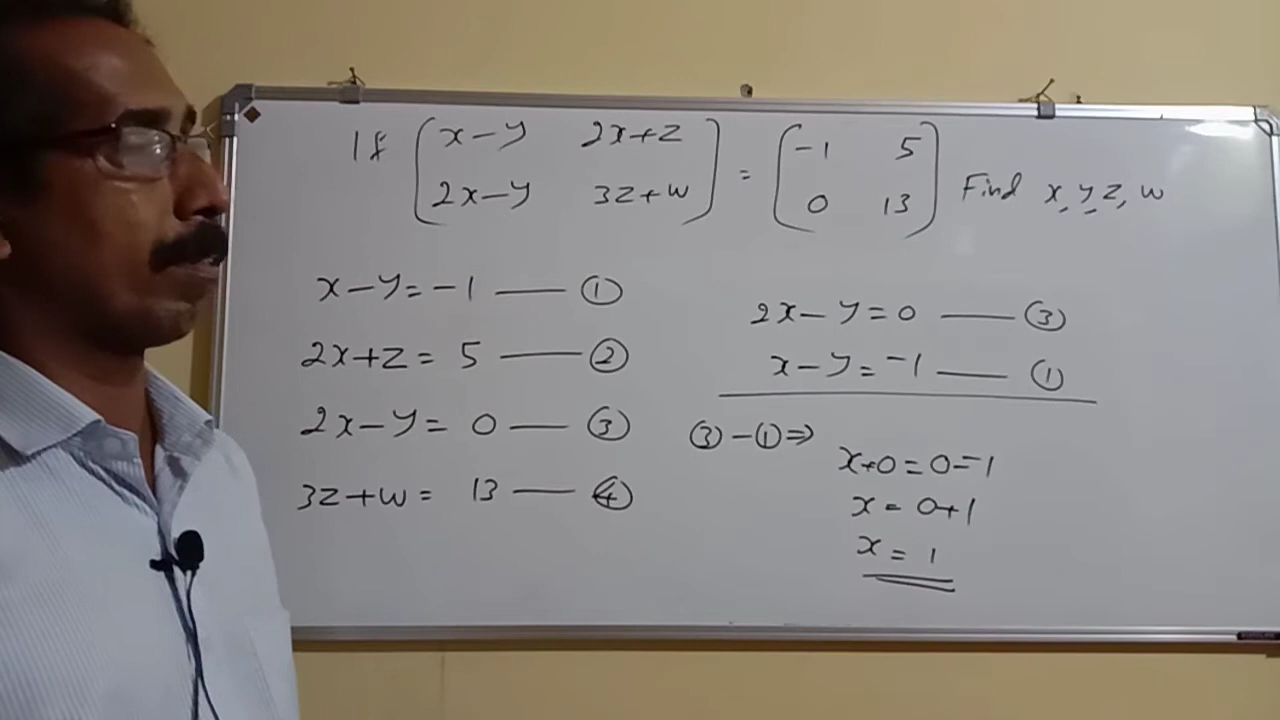 If (x-y 2x+z
2x-y 3z+w) = (-1 5
0 13) Find x, y, z, w
x-y=-1 —— ①
2x+z = 5 —— ②
2x-y= 0 —— ③
3z+w = 13 —— ④
2x-y=0 —— ③
x-y=-1 —— ①
③-①⇒
x+0=0--1
x= 0+1
x = 1